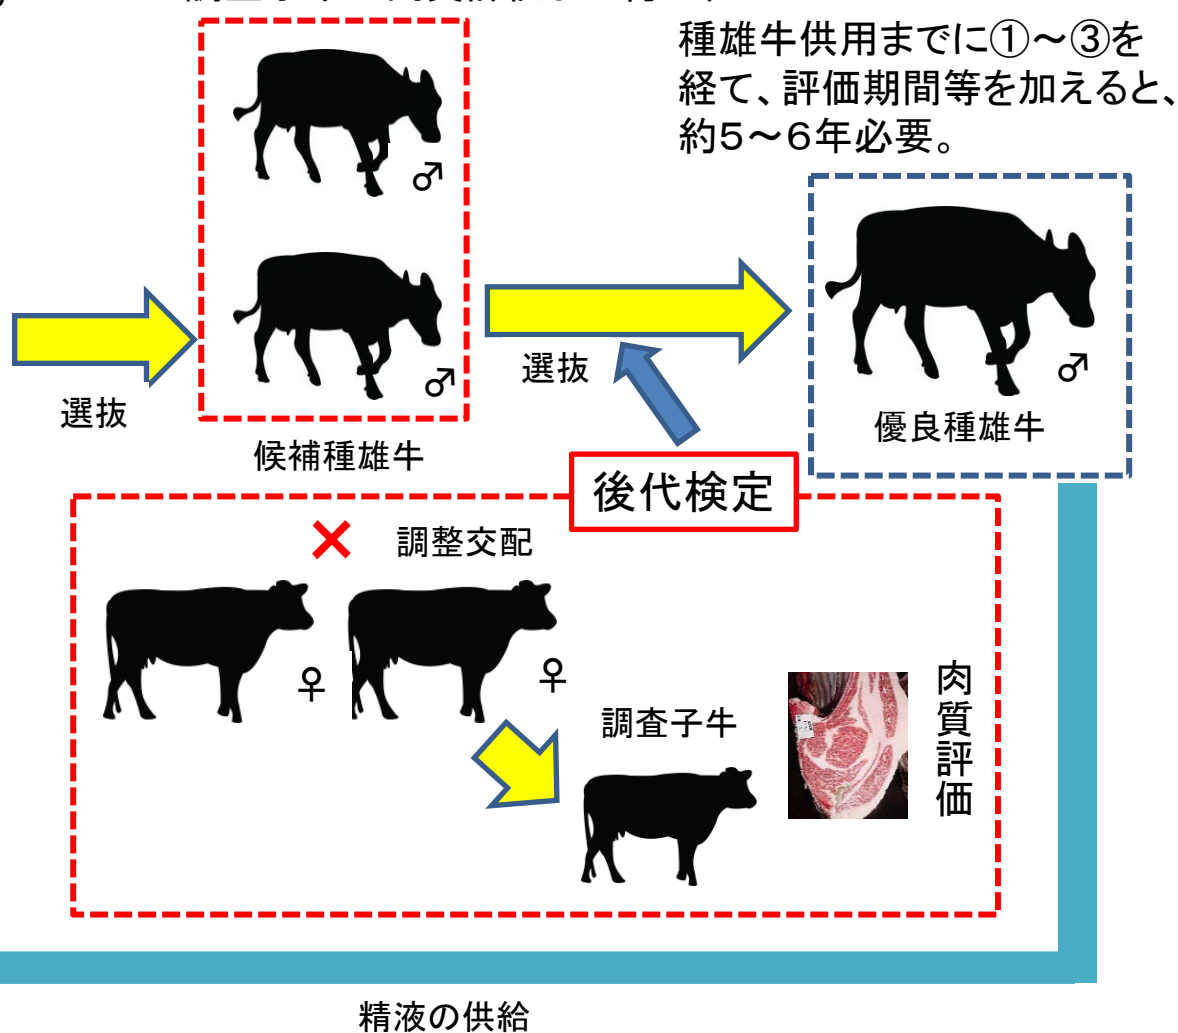 種雄牛供用までに①～③を
経て、評価期間等を加えると、
約５～６年必要。
♂
♂
♂
選抜
選抜
候補種雄牛
優良種雄牛
後代検定
×
調整交配
♀
♀
調査子牛
肉質評価
精液の供給